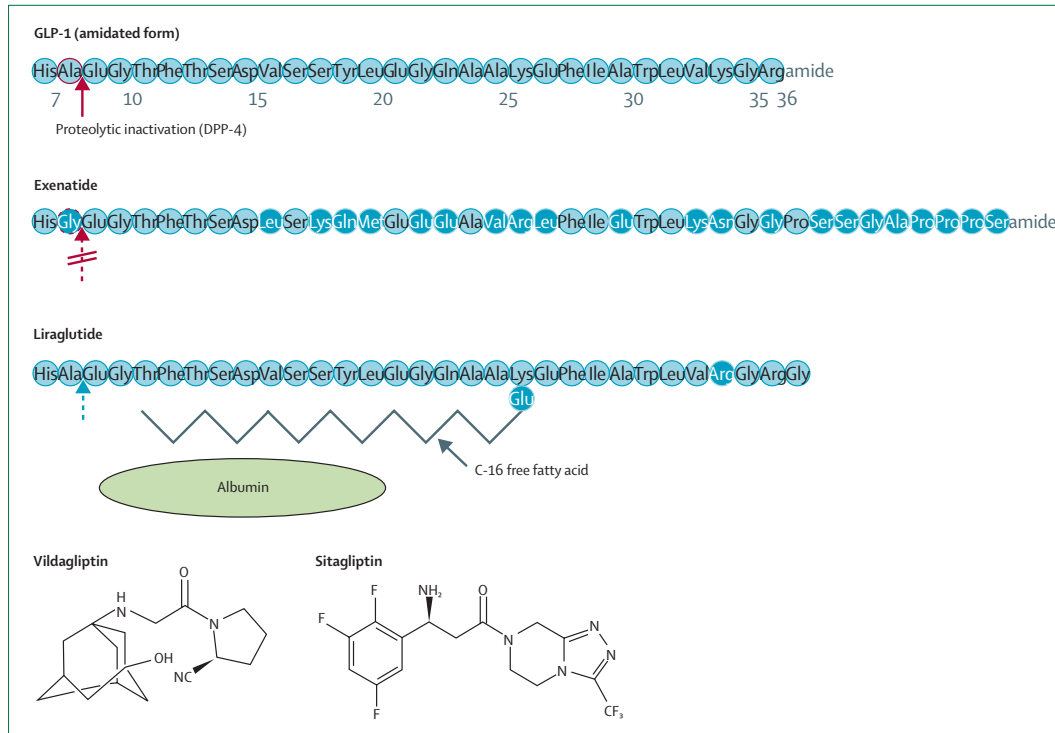 GLP-1 (amidated form)
HisAlaGluGlyThrPheThrSerAspValSerSerTyrLeuGluGlyGlnAlaAlaLysGluPheIleAlaTrpLeuValLysGlyArgamide
7 10 15 20 25 30 35 36
Proteolytic inactivation (DPP-4)
Exenatide
HisGlyGluGlyThrPheThrSerAspLeuSerLysGlnMetGluGluGluAlaValArgLeuPheIleGluTrpLeuLysAsnGlyGlyProSerSerGlyAlaProProProSeramide
Liraglutide
HisAlaGluGlyThrPheThrSerAspValSerSerTyrLeuGluGlyGlnAlaAlaLysGluPheIleAlaTrpLeuValArgGlyArgGly
Glu
C-16 free fatty acid
Albumin
Vildagliptin
H
N
O
N
OH
NC
Sitagliptin
F
F
F
NH₂
O
N
N
N
N
CF₃